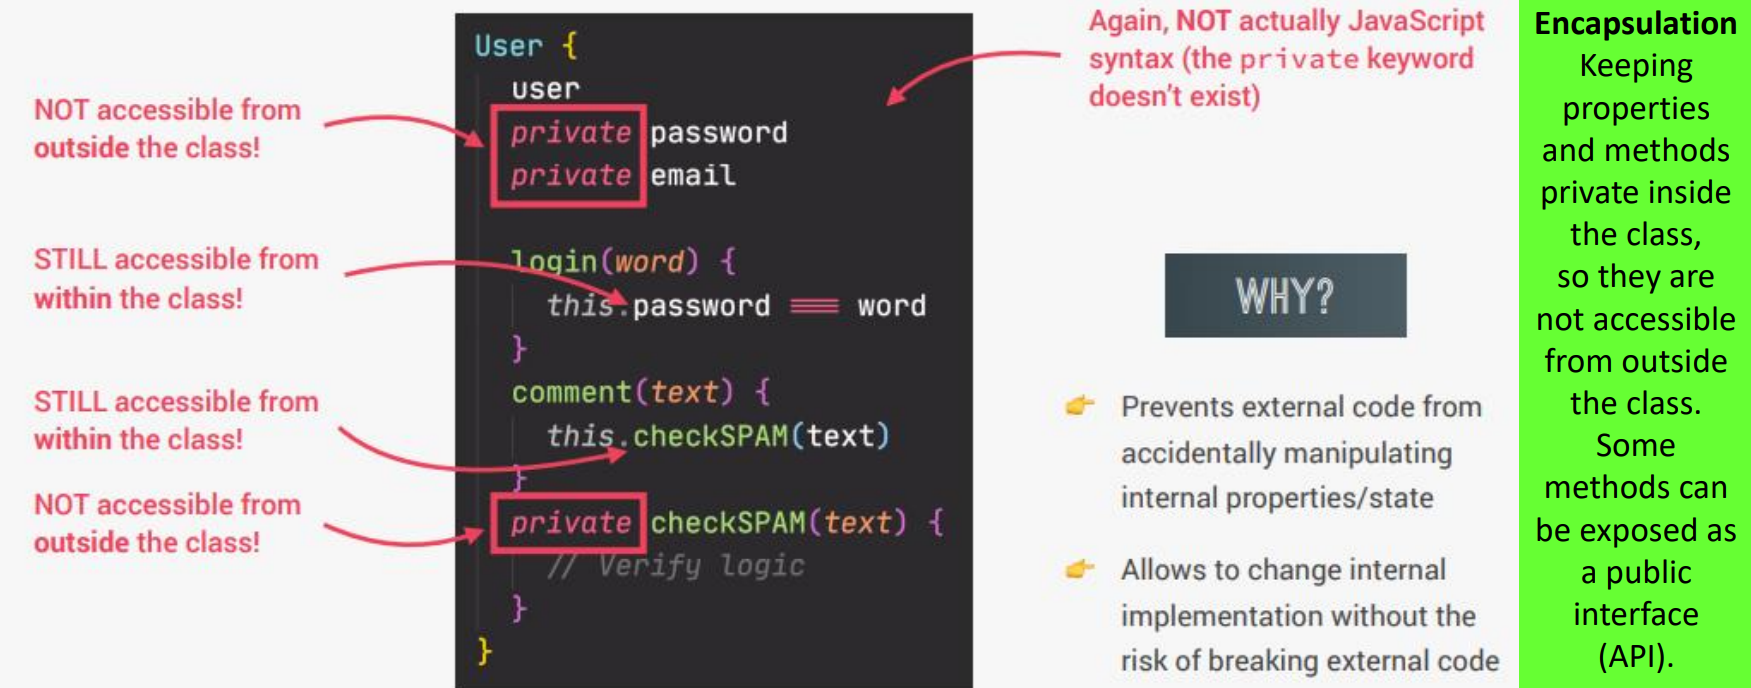 NOT accessible from
outside the class!
STILL accessible from
within the class!
STILL accessible from
within the class!
NOT accessible from
outside the class!
User {
user
private password
private email
login(word) {
this.password === word
}
comment(text) {
this.checkSPAM(text)
}
private checkSPAM(text) {
// Verify logic
}
}
Again, NOT actually JavaScript
syntax (the private keyword
doesn't exist)
WHY?
👉 Prevents external code from
accidentally manipulating
internal properties/state
👉 Allows to change internal
implementation without the
risk of breaking external code
Encapsulation
Keeping
properties
and methods
private inside
the class,
so they are
not accessible
from outside
the class.
Some
methods can
be exposed as
a public
interface
(API).